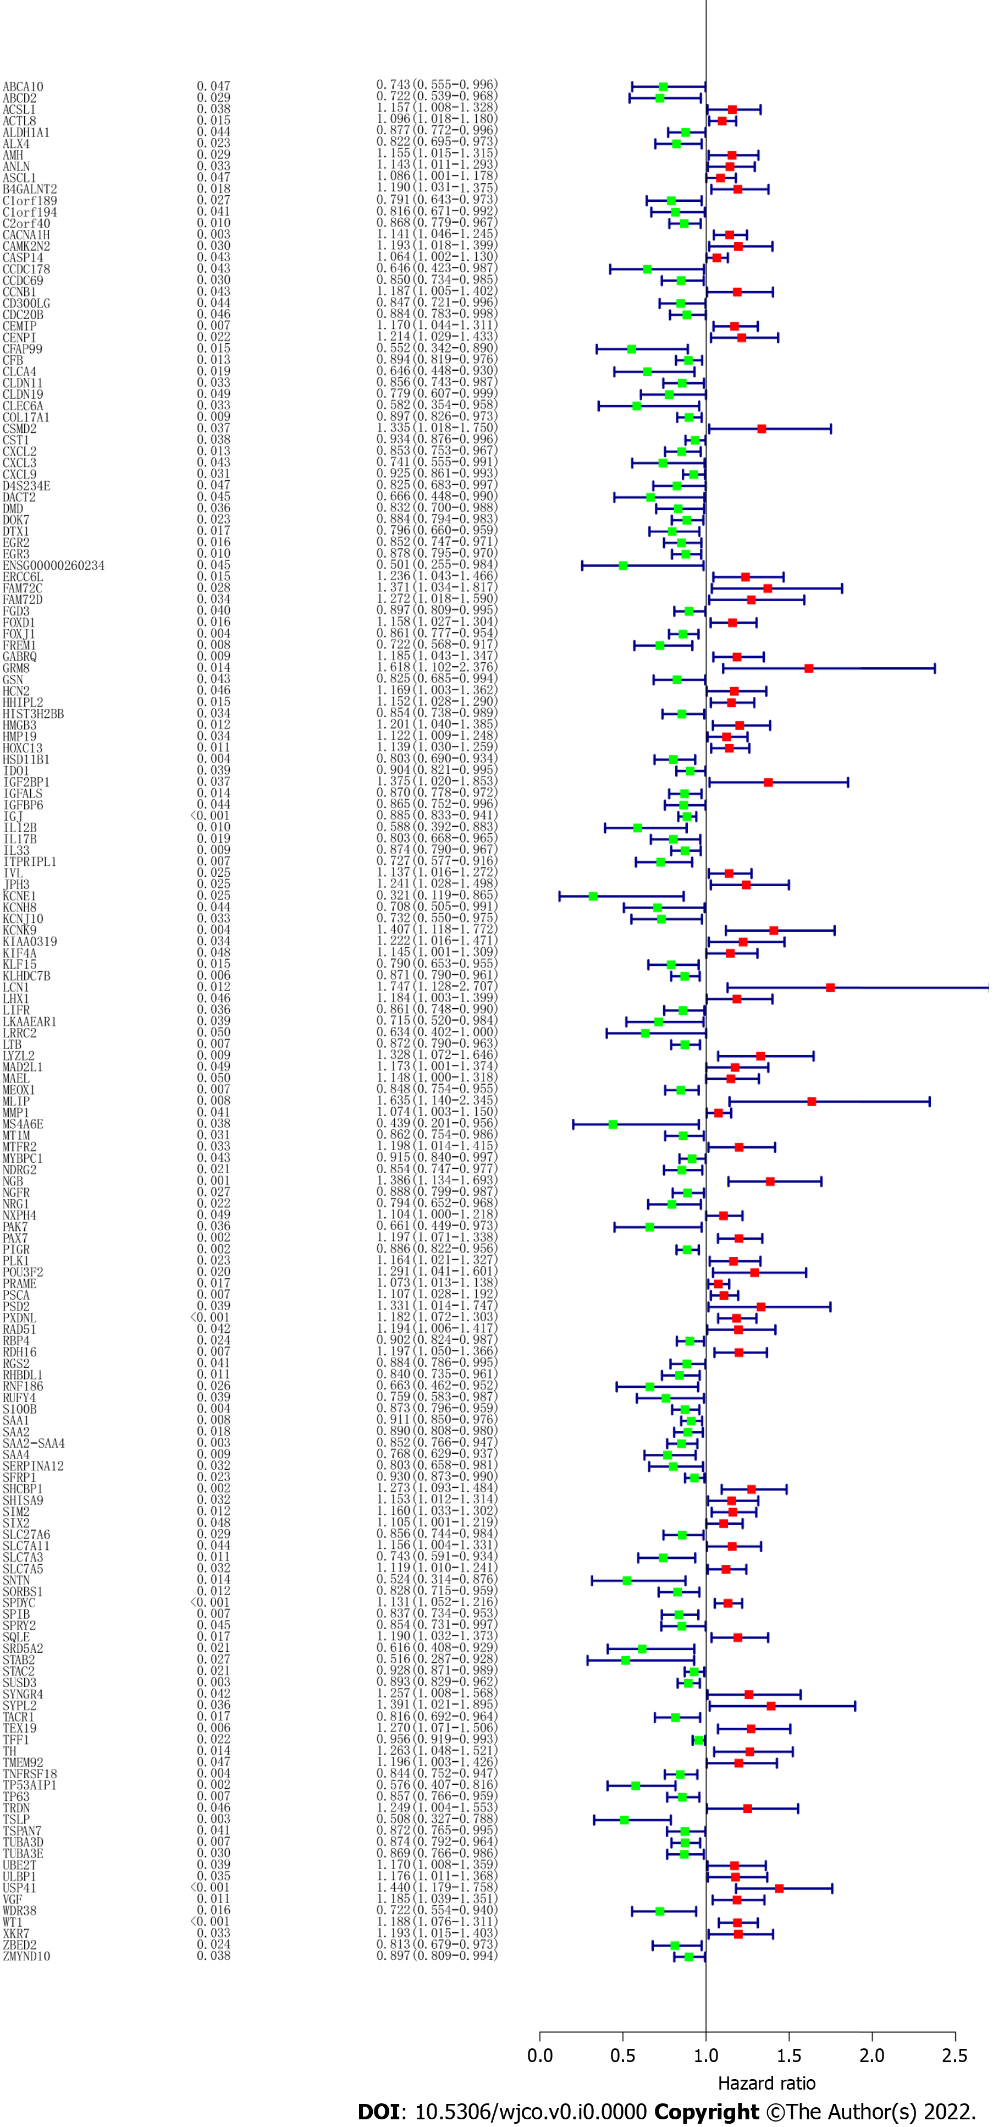 ABCA10 0.047 0.743(0.555-0.996)
ABCD2 0.029 0.722(0.539-0.968)
ACSL1 0.038 1.157(1.008-1.328)
ACTL8 0.015 1.096(1.018-1.180)
ALDH1A1 0.044 0.877(0.772-0.996)
ALX4 0.023 0.822(0.695-0.973)
AMH 0.029 1.155(1.015-1.315)
ANLN 0.033 1.143(1.011-1.293)
ASCL1 0.047 1.086(1.001-1.178)
B4GALNT2 0.018 1.190(1.031-1.375)
C1orf189 0.027 0.791(0.643-0.973)
C1orf194 0.041 0.816(0.671-0.992)
C2orf40 0.010 0.868(0.779-0.967)
CACNA1H 0.003 1.141(1.046-1.245)
CAMK2N2 0.030 1.193(1.018-1.399)
CASP14 0.043 1.064(1.002-1.130)
CCDC178 0.043 0.646(0.423-0.987)
CCDC69 0.030 0.850(0.734-0.985)
CCNB1 0.043 1.187(1.005-1.402)
CD300LG 0.044 0.847(0.721-0.996)
CDC20B 0.046 0.884(0.783-0.998)
CEMIP 0.007 1.170(1.044-1.311)
CENPI 0.022 1.214(1.029-1.433)
CFAP99 0.015 0.552(0.342-0.890)
CFB 0.013 0.894(0.819-0.976)
CLCA4 0.019 0.646(0.448-0.930)
CLDN11 0.033 0.856(0.743-0.987)
CLDN19 0.049 0.779(0.607-0.999)
CLEC6A 0.033 0.582(0.354-0.958)
COL17A1 0.009 0.897(0.826-0.973)
CSMD2 0.037 1.335(1.018-1.750)
CST1 0.038 0.934(0.876-0.996)
CXCL2 0.013 0.853(0.753-0.967)
CXCL3 0.043 0.741(0.555-0.991)
CXCL9 0.031 0.925(0.861-0.993)
D4S234E 0.047 0.825(0.683-0.997)
DACT2 0.045 0.666(0.448-0.990)
DMD 0.036 0.832(0.700-0.988)
DOK7 0.023 0.884(0.794-0.983)
DTX1 0.017 0.796(0.660-0.959)
EGR2 0.016 0.852(0.747-0.971)
EGR3 0.010 0.878(0.795-0.970)
ENSG00000260234 0.045 0.501(0.255-0.984)
ERCC6L 0.015 1.236(1.043-1.466)
FAM72C 0.028 1.371(1.034-1.817)
FAM72D 0.034 1.272(1.018-1.590)
FGD3 0.040 0.897(0.809-0.995)
FOXD1 0.016 1.158(1.027-1.304)
FOXJ1 0.004 0.861(0.777-0.954)
FREM1 0.008 0.722(0.568-0.917)
GABRQ 0.009 1.185(1.043-1.347)
GRM8 0.014 1.618(1.102-2.376)
GSN 0.043 0.825(0.685-0.994)
HCN2 0.046 1.169(1.003-1.362)
HHIPL2 0.015 1.152(1.028-1.290)
HIST3H2BB 0.034 0.854(0.738-0.989)
HMGB3 0.012 1.201(1.040-1.385)
HMP19 0.034 1.122(1.009-1.248)
HOXC13 0.011 1.139(1.030-1.259)
HSD11B1 0.004 0.803(0.690-0.934)
IDO1 0.039 0.904(0.821-0.995)
IGF2BP1 0.037 1.375(1.020-1.853)
IGFALS 0.014 0.870(0.778-0.972)
IGFBP6 0.044 0.865(0.752-0.996)
IGJ <0.001 0.885(0.833-0.941)
IL12B 0.010 0.588(0.392-0.883)
IL17B 0.019 0.803(0.668-0.965)
IL33 0.009 0.874(0.790-0.967)
ITPRIPL1 0.007 0.727(0.577-0.916)
IVL 0.025 1.137(1.016-1.272)
JPH3 0.025 1.241(1.028-1.498)
KCNE1 0.025 0.321(0.119-0.865)
KCNH8 0.044 0.708(0.505-0.991)
KCNJ10 0.033 0.732(0.550-0.975)
KCNK9 0.004 1.407(1.118-1.772)
KIAA0319 0.034 1.222(1.016-1.471)
KIF4A 0.048 1.145(1.001-1.309)
KLF15 0.015 0.790(0.653-0.955)
KLHDC7B 0.006 0.871(0.790-0.961)
LCN1 0.012 1.747(1.128-2.707)
LHX1 0.046 1.184(1.003-1.399)
LIFR 0.036 0.861(0.748-0.990)
LKAAEAR1 0.039 0.715(0.520-0.984)
LRRC2 0.050 0.634(0.402-1.000)
LTB 0.007 0.872(0.790-0.963)
LYZL2 0.009 1.328(1.072-1.646)
MAD2L1 0.049 1.173(1.001-1.374)
MAEL 0.050 1.148(1.000-1.318)
MEOX1 0.007 0.848(0.754-0.955)
MLIP 0.008 1.635(1.140-2.345)
MMP1 0.041 1.074(1.003-1.150)
MS4A6E 0.038 0.439(0.201-0.956)
MT1M 0.031 0.862(0.754-0.986)
MTFR2 0.033 1.198(1.014-1.415)
MYBPC1 0.043 0.915(0.840-0.997)
NDRG2 0.021 0.854(0.747-0.977)
NGB 0.001 1.386(1.134-1.693)
NGFR 0.027 0.888(0.799-0.987)
NRG1 0.022 0.794(0.652-0.968)
NXPH4 0.049 1.104(1.000-1.218)
PAK7 0.036 0.661(0.449-0.973)
PAX7 0.002 1.197(1.071-1.338)
PIGR 0.002 0.886(0.822-0.956)
PLK1 0.023 1.164(1.021-1.327)
POU3F2 0.020 1.291(1.041-1.601)
PRAME 0.017 1.073(1.013-1.138)
PSCA 0.007 1.107(1.028-1.192)
PSD2 0.039 1.331(1.014-1.747)
PXDNL <0.001 1.182(1.072-1.303)
RAD51 0.042 1.194(1.006-1.417)
RBP4 0.024 0.902(0.824-0.987)
RDH16 0.007 1.197(1.050-1.366)
RGS2 0.041 0.884(0.786-0.995)
RHBDL1 0.011 0.840(0.735-0.961)
RNF186 0.026 0.663(0.462-0.952)
RUFY4 0.039 0.759(0.583-0.987)
S100B 0.004 0.873(0.796-0.959)
SAA1 0.008 0.911(0.850-0.976)
SAA2 0.018 0.890(0.808-0.980)
SAA2-SAA4 0.003 0.852(0.766-0.947)
SAA4 0.009 0.768(0.629-0.937)
SERPINA12 0.032 0.803(0.658-0.981)
SFRP1 0.023 0.930(0.873-0.990)
SHCBP1 0.002 1.273(1.093-1.484)
SHISA9 0.032 1.153(1.012-1.314)
SIM2 0.012 1.160(1.033-1.302)
SIX2 0.048 1.105(1.001-1.219)
SLC27A6 0.029 0.856(0.744-0.984)
SLC7A11 0.044 1.156(1.004-1.331)
SLC7A3 0.011 0.743(0.591-0.934)
SLC7A5 0.032 1.119(1.010-1.241)
SNTN 0.014 0.524(0.314-0.876)
SORBS1 0.012 0.828(0.715-0.959)
SPDYC <0.001 1.131(1.052-1.216)
SPIB 0.007 0.837(0.734-0.953)
SPRY2 0.045 0.854(0.731-0.997)
SQLE 0.017 1.190(1.032-1.373)
SRD5A2 0.021 0.616(0.408-0.929)
STAB2 0.027 0.516(0.287-0.928)
STAC2 0.021 0.928(0.871-0.989)
SUSD3 0.003 0.893(0.829-0.962)
SYNGR4 0.042 1.257(1.008-1.568)
SYPL2 0.036 1.391(1.021-1.895)
TACR1 0.017 0.816(0.692-0.964)
TEX19 0.006 1.270(1.071-1.506)
TFF1 0.022 0.956(0.919-0.993)
TH 0.014 1.263(1.048-1.521)
TMEM92 0.047 1.196(1.003-1.426)
TNFRSF18 0.004 0.844(0.752-0.947)
TP53AIP1 0.002 0.576(0.407-0.816)
TP63 0.007 0.857(0.766-0.959)
TRDN 0.046 1.249(1.004-1.553)
TSLP 0.003 0.508(0.327-0.788)
TSPAN7 0.041 0.872(0.765-0.995)
TUBA3D 0.007 0.874(0.792-0.964)
TUBA3E 0.030 0.869(0.766-0.986)
UBE2T 0.039 1.170(1.008-1.359)
ULBP1 0.035 1.176(1.011-1.368)
USP41 <0.001 1.440(1.179-1.758)
VGF 0.011 1.185(1.039-1.351)
WDR38 0.016 0.722(0.554-0.940)
WT1 <0.001 1.188(1.076-1.311)
XKR7 0.033 1.193(1.015-1.403)
ZBED2 0.024 0.813(0.679-0.973)
ZMYND10 0.038 0.897(0.809-0.994)
0.0 0.5 1.0 1.5 2.0 2.5
Hazard ratio
DOI: 10.5306/wjco.v0.i0.0000 Copyright ©The Author(s) 2022.